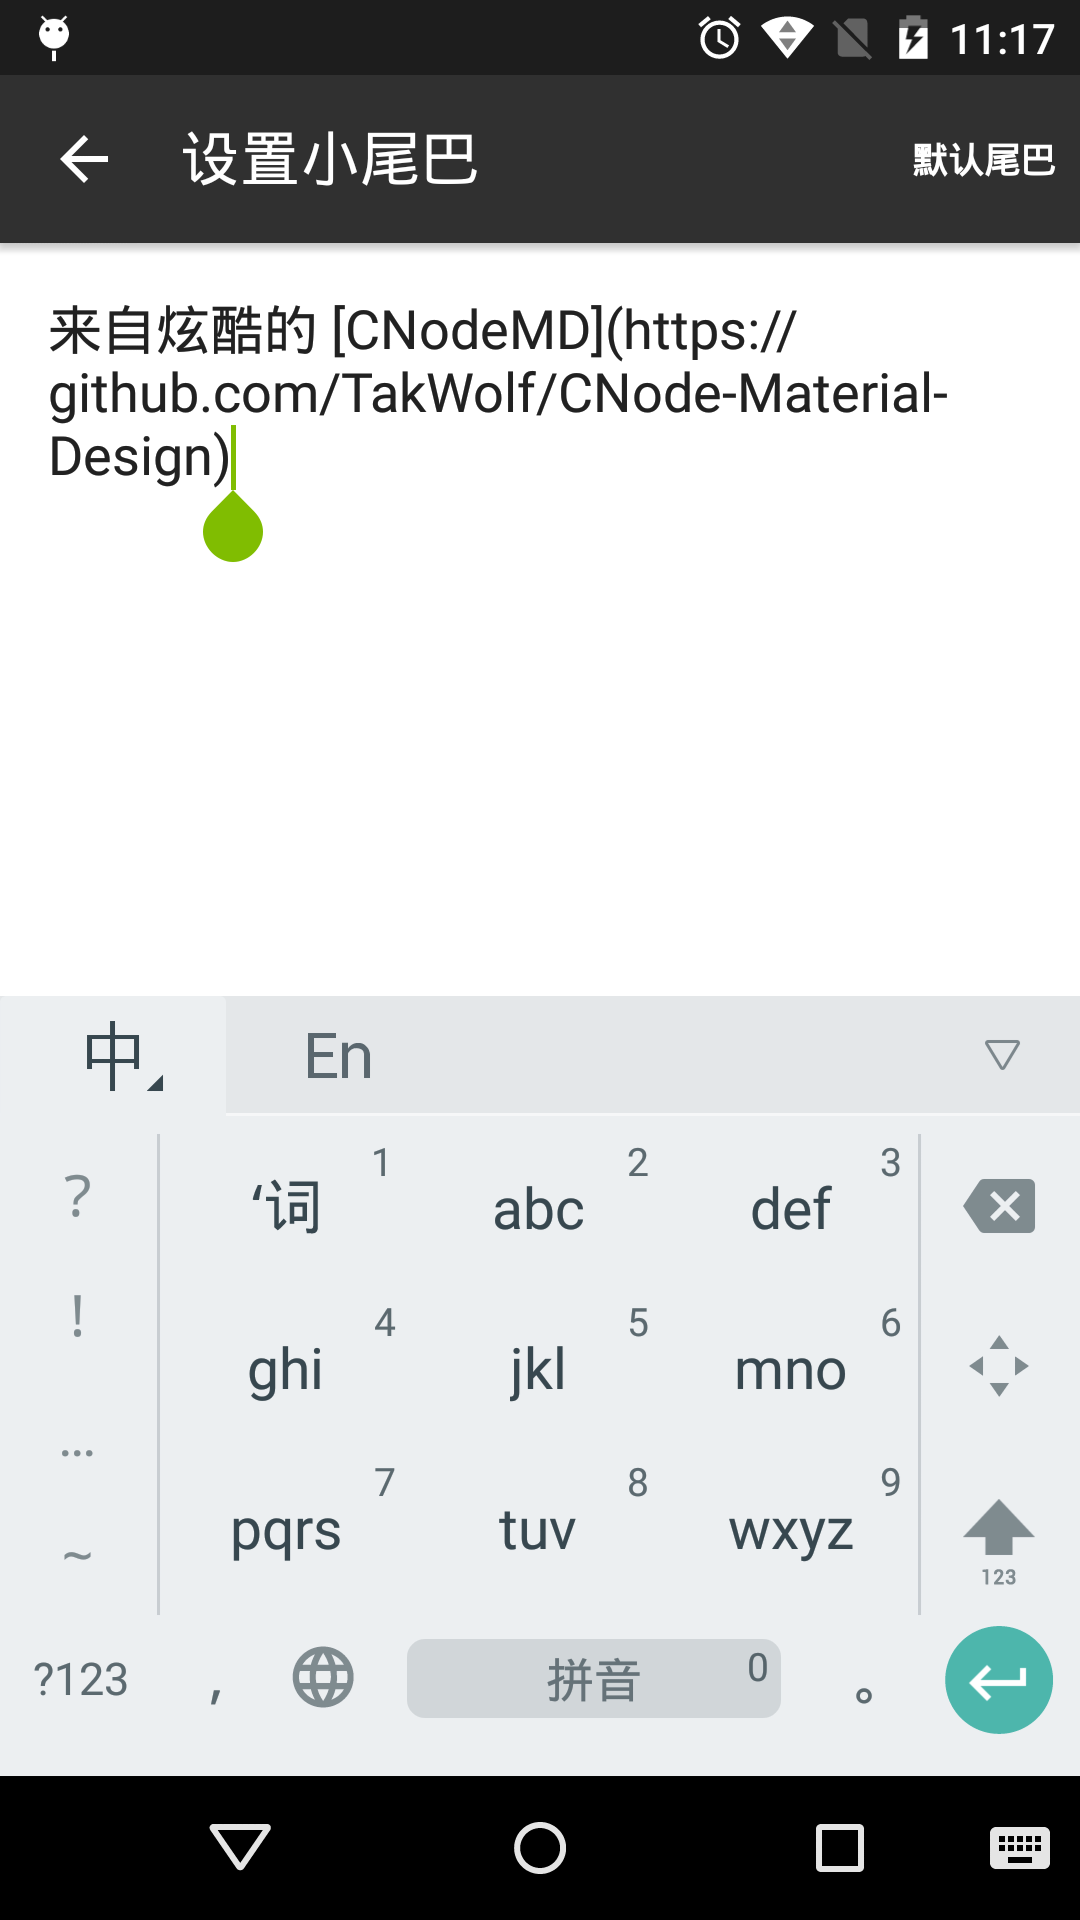 11:17
设置小尾巴
默认尾巴
来自炫酷的 [CNodeMD](https://
github.com/TakWolf/CNode-Material-
Design)
中
En
?
!
…
~
1
‘词
2
abc
3
def
4
ghi
5
jkl
6
mno
7
pqrs
8
tuv
9
wxyz
123
?123
,
拼音
0
。